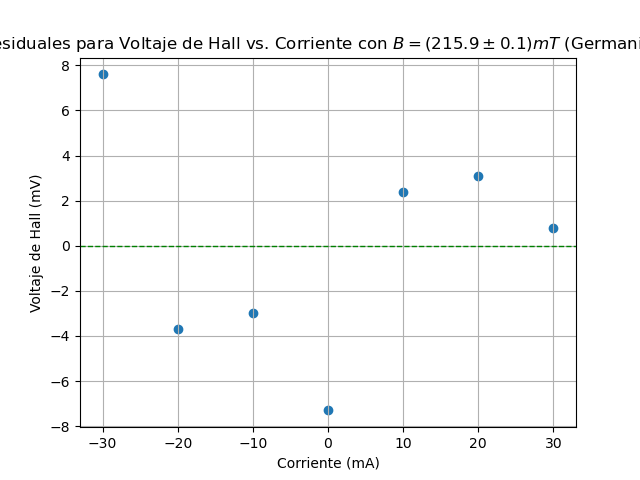 esiduales para Voltaje de Hall vs. Corriente con B = (215.9 ± 0.1)mT (Germani
8
6
4
2
0
−2
−4
−6
−8
Voltaje de Hall (mV)
−30 −20 −10 0 10 20 30
Corriente (mA)